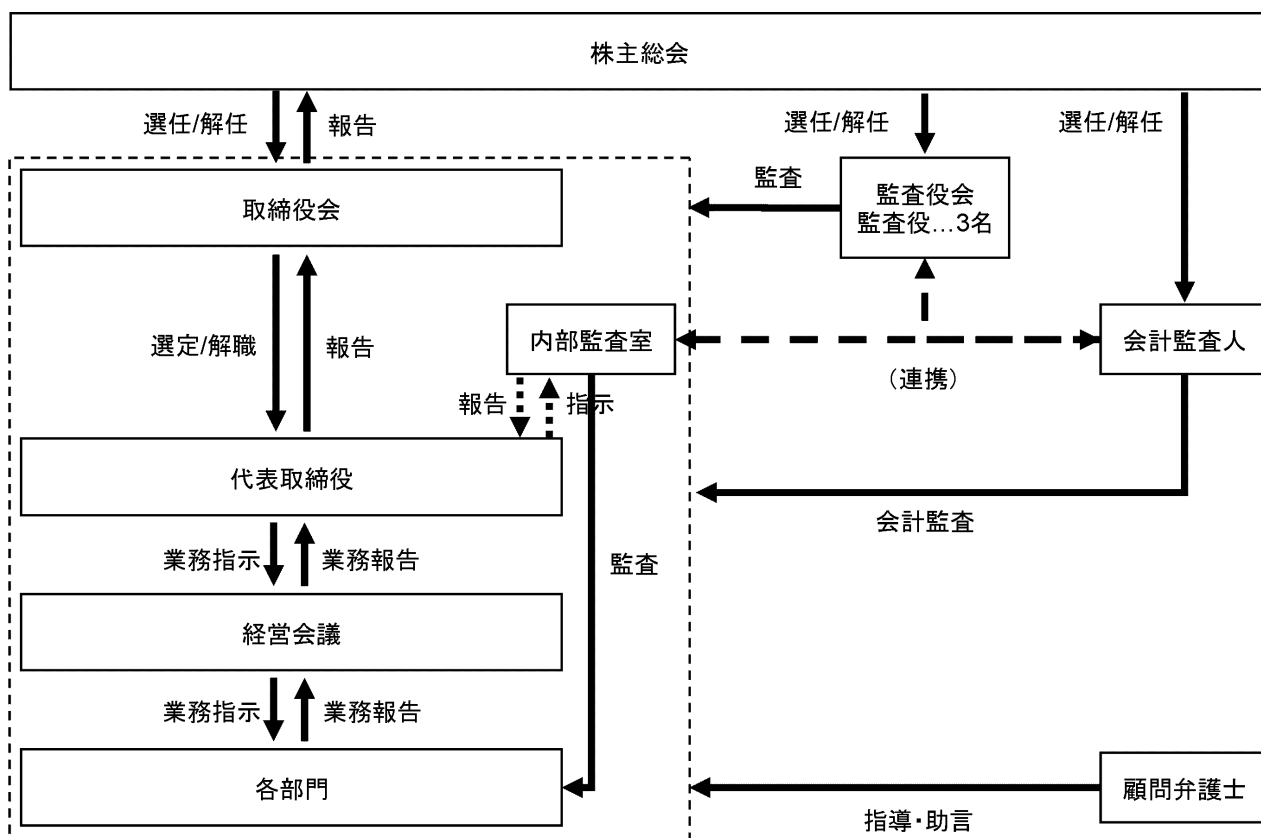 株主総会
選任/解任
報告
選任/解任
選任/解任
取締役会
監査
監査役会
監査役…3名
選定/解職
報告
内部監査室
(連携)
会計監査人
報告
指示
代表取締役
会計監査
業務指示
業務報告
監査
経営会議
業務指示
業務報告
各部門
顧問弁護士
指導・助言